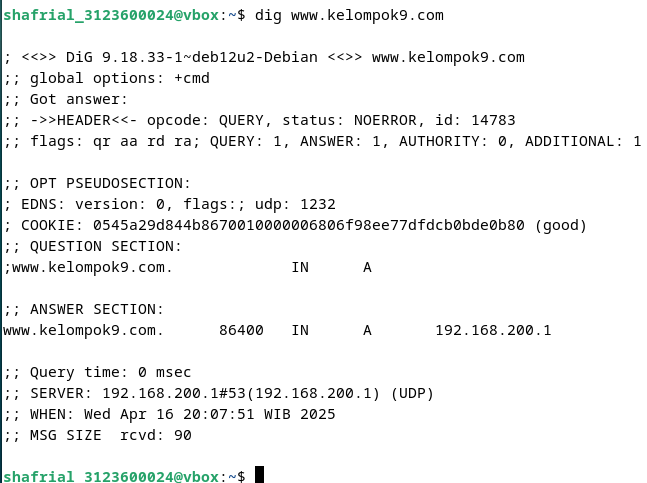 shafrial_3123600024@vbox:~$ dig www.kelompok9.com
; <<>> DiG 9.18.33-1~deb12u2-Debian <<>> www.kelompok9.com
;; global options: +cmd
;; Got answer:
;; ->>HEADER<<- opcode: QUERY, status: NOERROR, id: 14783
;; flags: qr aa rd ra; QUERY: 1, ANSWER: 1, AUTHORITY: 0, ADDITIONAL: 1
;; OPT PSEUDOSECTION:
; EDNS: version: 0, flags:; udp: 1232
; COOKIE: 0545a29d844b8670010000006806f98ee77dfdcb0bde0b80 (good)
;; QUESTION SECTION:
;www.kelompok9.com. IN A
;; ANSWER SECTION:
www.kelompok9.com. 86400 IN A 192.168.200.1
;; Query time: 0 msec
;; SERVER: 192.168.200.1#53(192.168.200.1) (UDP)
;; WHEN: Wed Apr 16 20:07:51 WIB 2025
;; MSG SIZE rcvd: 90
shafrial_3123600024@vbox:~$